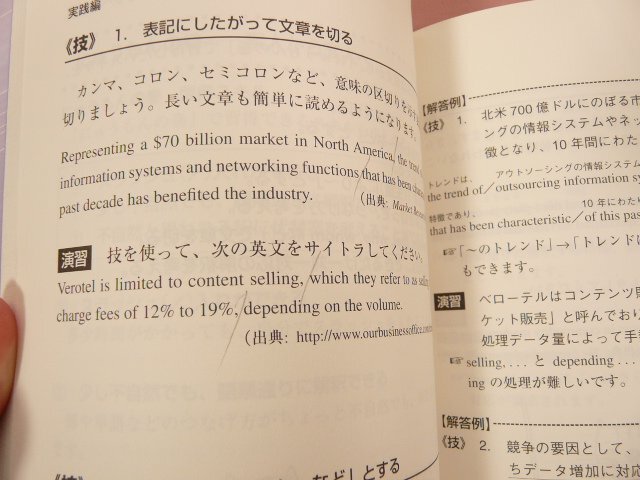 実践編
《技》 1. 表記にしたがって文章を切る
カンマ、コロン、セミコロンなど、意味の区切りを示す
切りましょう。長い文章も簡単に読めるようになります。
Representing a $70 billion market in North America, the trend
information systems and networking functions that has been
past decade has benefited the industry.
(出典: Market
演習 技を使って、次の英文をサイトラしてください。
Verotel is limited to content selling, which they refer to as
charge fees of 12% to 19%, depending on the volume.
(出典: http://www.ourbusinessoffice.
とする
【解答例】
《技》 1. 北米 700 億ドルにのぼる市
ングの情報システムやネッ
徴となり、10 年間にわた
トレンドは、 アウトソーシングの情報システム
the trend of／outsourcing information sy
特徴であり、 10 年にわたり
that has been characteristic／of this pas
☞「～のトレンド」→「トレンドは
もできます。
演習 ベローテルはコンテンツ販
ケット販売」と呼んでおり
処理データ量によって手数
☞ selling, . . . と depending . . .
ing の処理が難しいです。
【解答例】
《技》 2. 競争の要因として、
ちデータ増加に対応